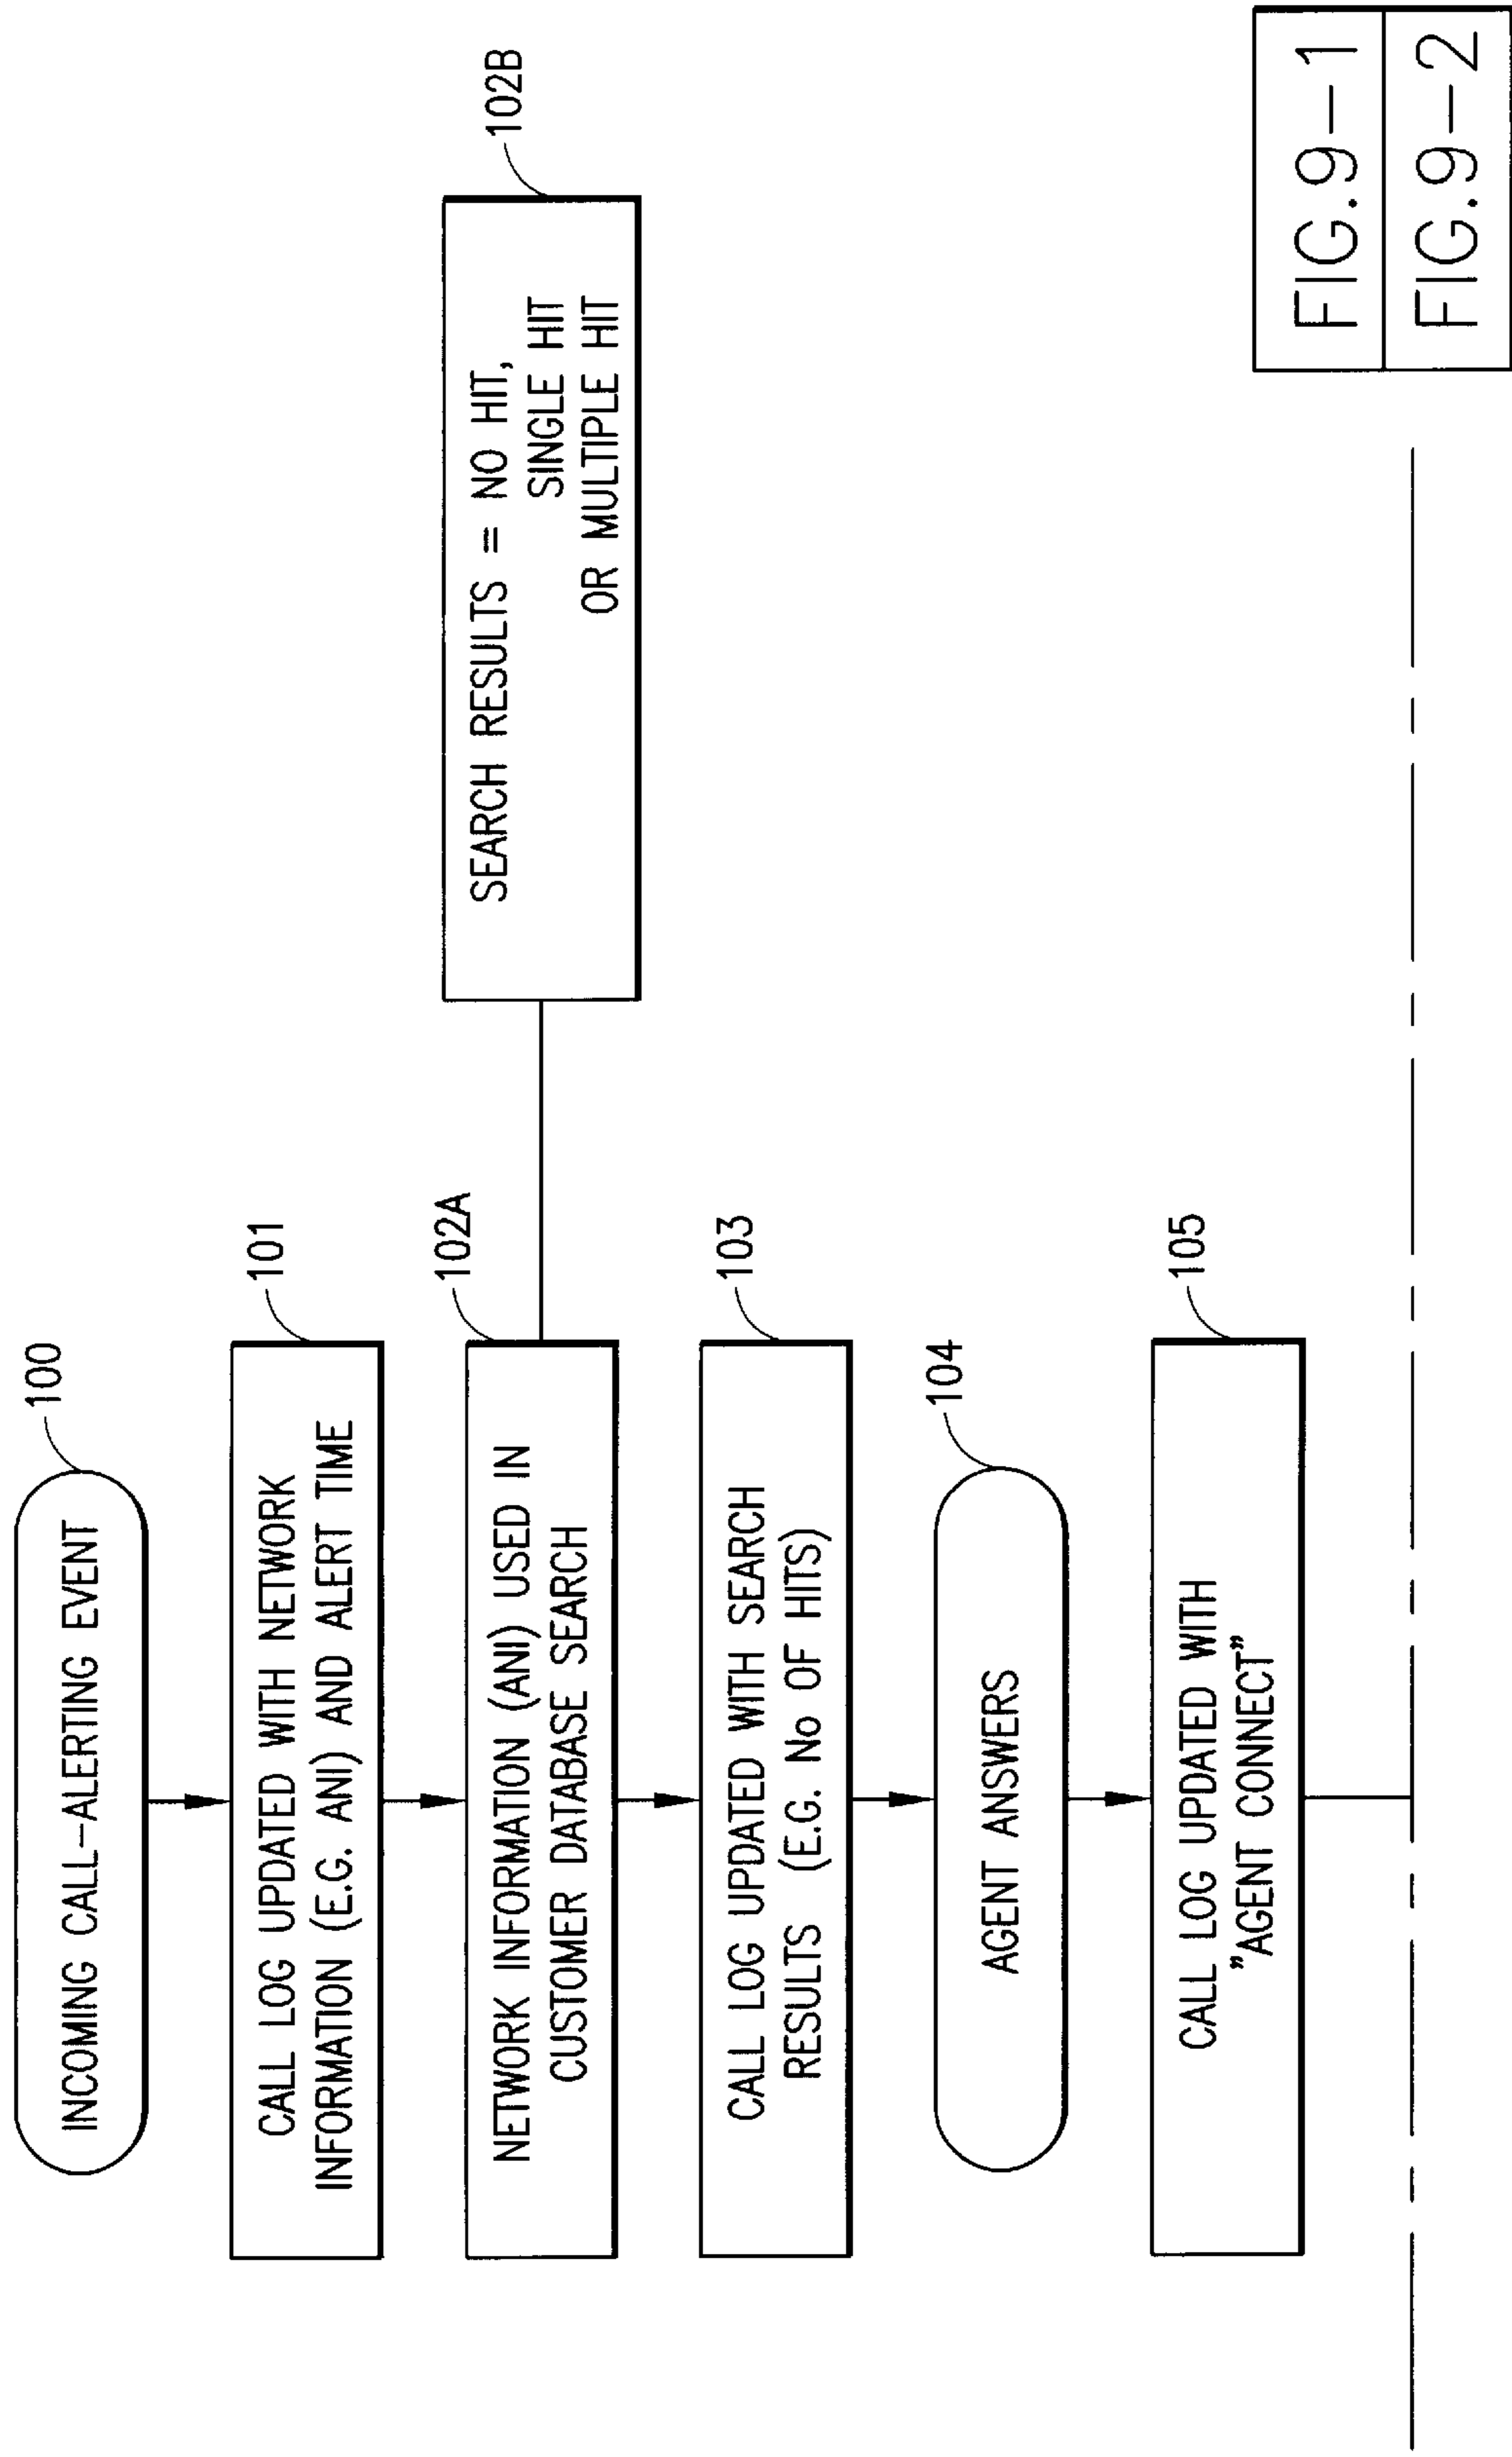 100
INCOMING CALL-ALERTING EVENT
101
CALL LOG UPDATED WITH NETWORK
INFORMATION (E.G. ANI) AND ALERT TIME
102A
NETWORK INFORMATION (ANI) USED IN
CUSTOMER DATABASE SEARCH
102B
SEARCH RESULTS = NO HIT,
SINGLE HIT
OR MULTIPLE HIT
103
CALL LOG UPDATED WITH SEARCH
RESULTS (E.G. No OF HITS)
104
AGENT ANSWERS
105
CALL LOG UPDATED WITH
"AGENT CONNECT"
FIG.9-1
FIG.9-2